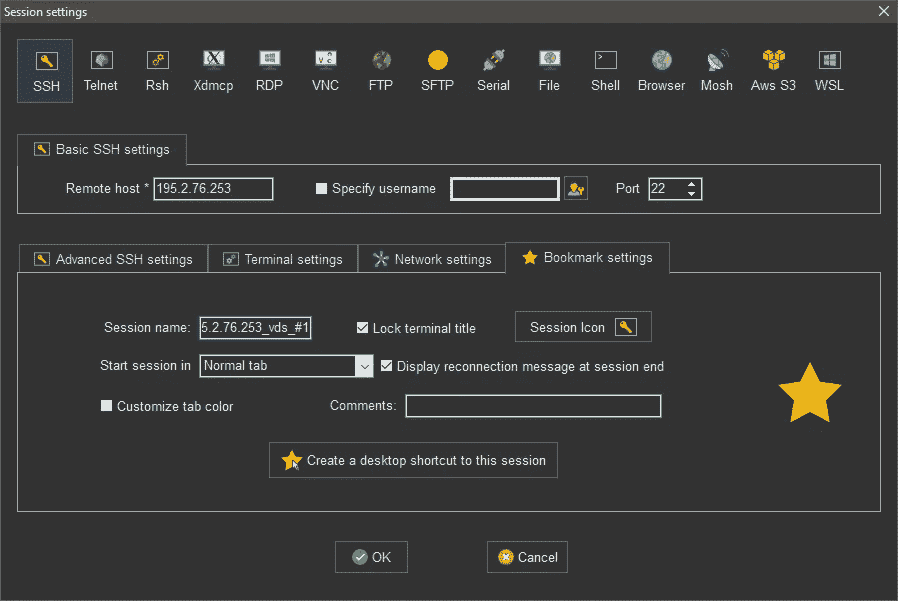 Session settings
SSH Telnet Rsh Xdmcp RDP VNC FTP SFTP Serial File Shell Browser Mosh Aws S3 WSL
Basic SSH settings
Remote host * 195.2.76.253 Specify username Port 22
Advanced SSH settings Terminal settings Network settings Bookmark settings
Session name: 5.2.76.253_vds_#1 Lock terminal title Session Icon
Start session in Normal tab Display reconnection message at session end
Customize tab color Comments:
Create a desktop shortcut to this session
OK Cancel